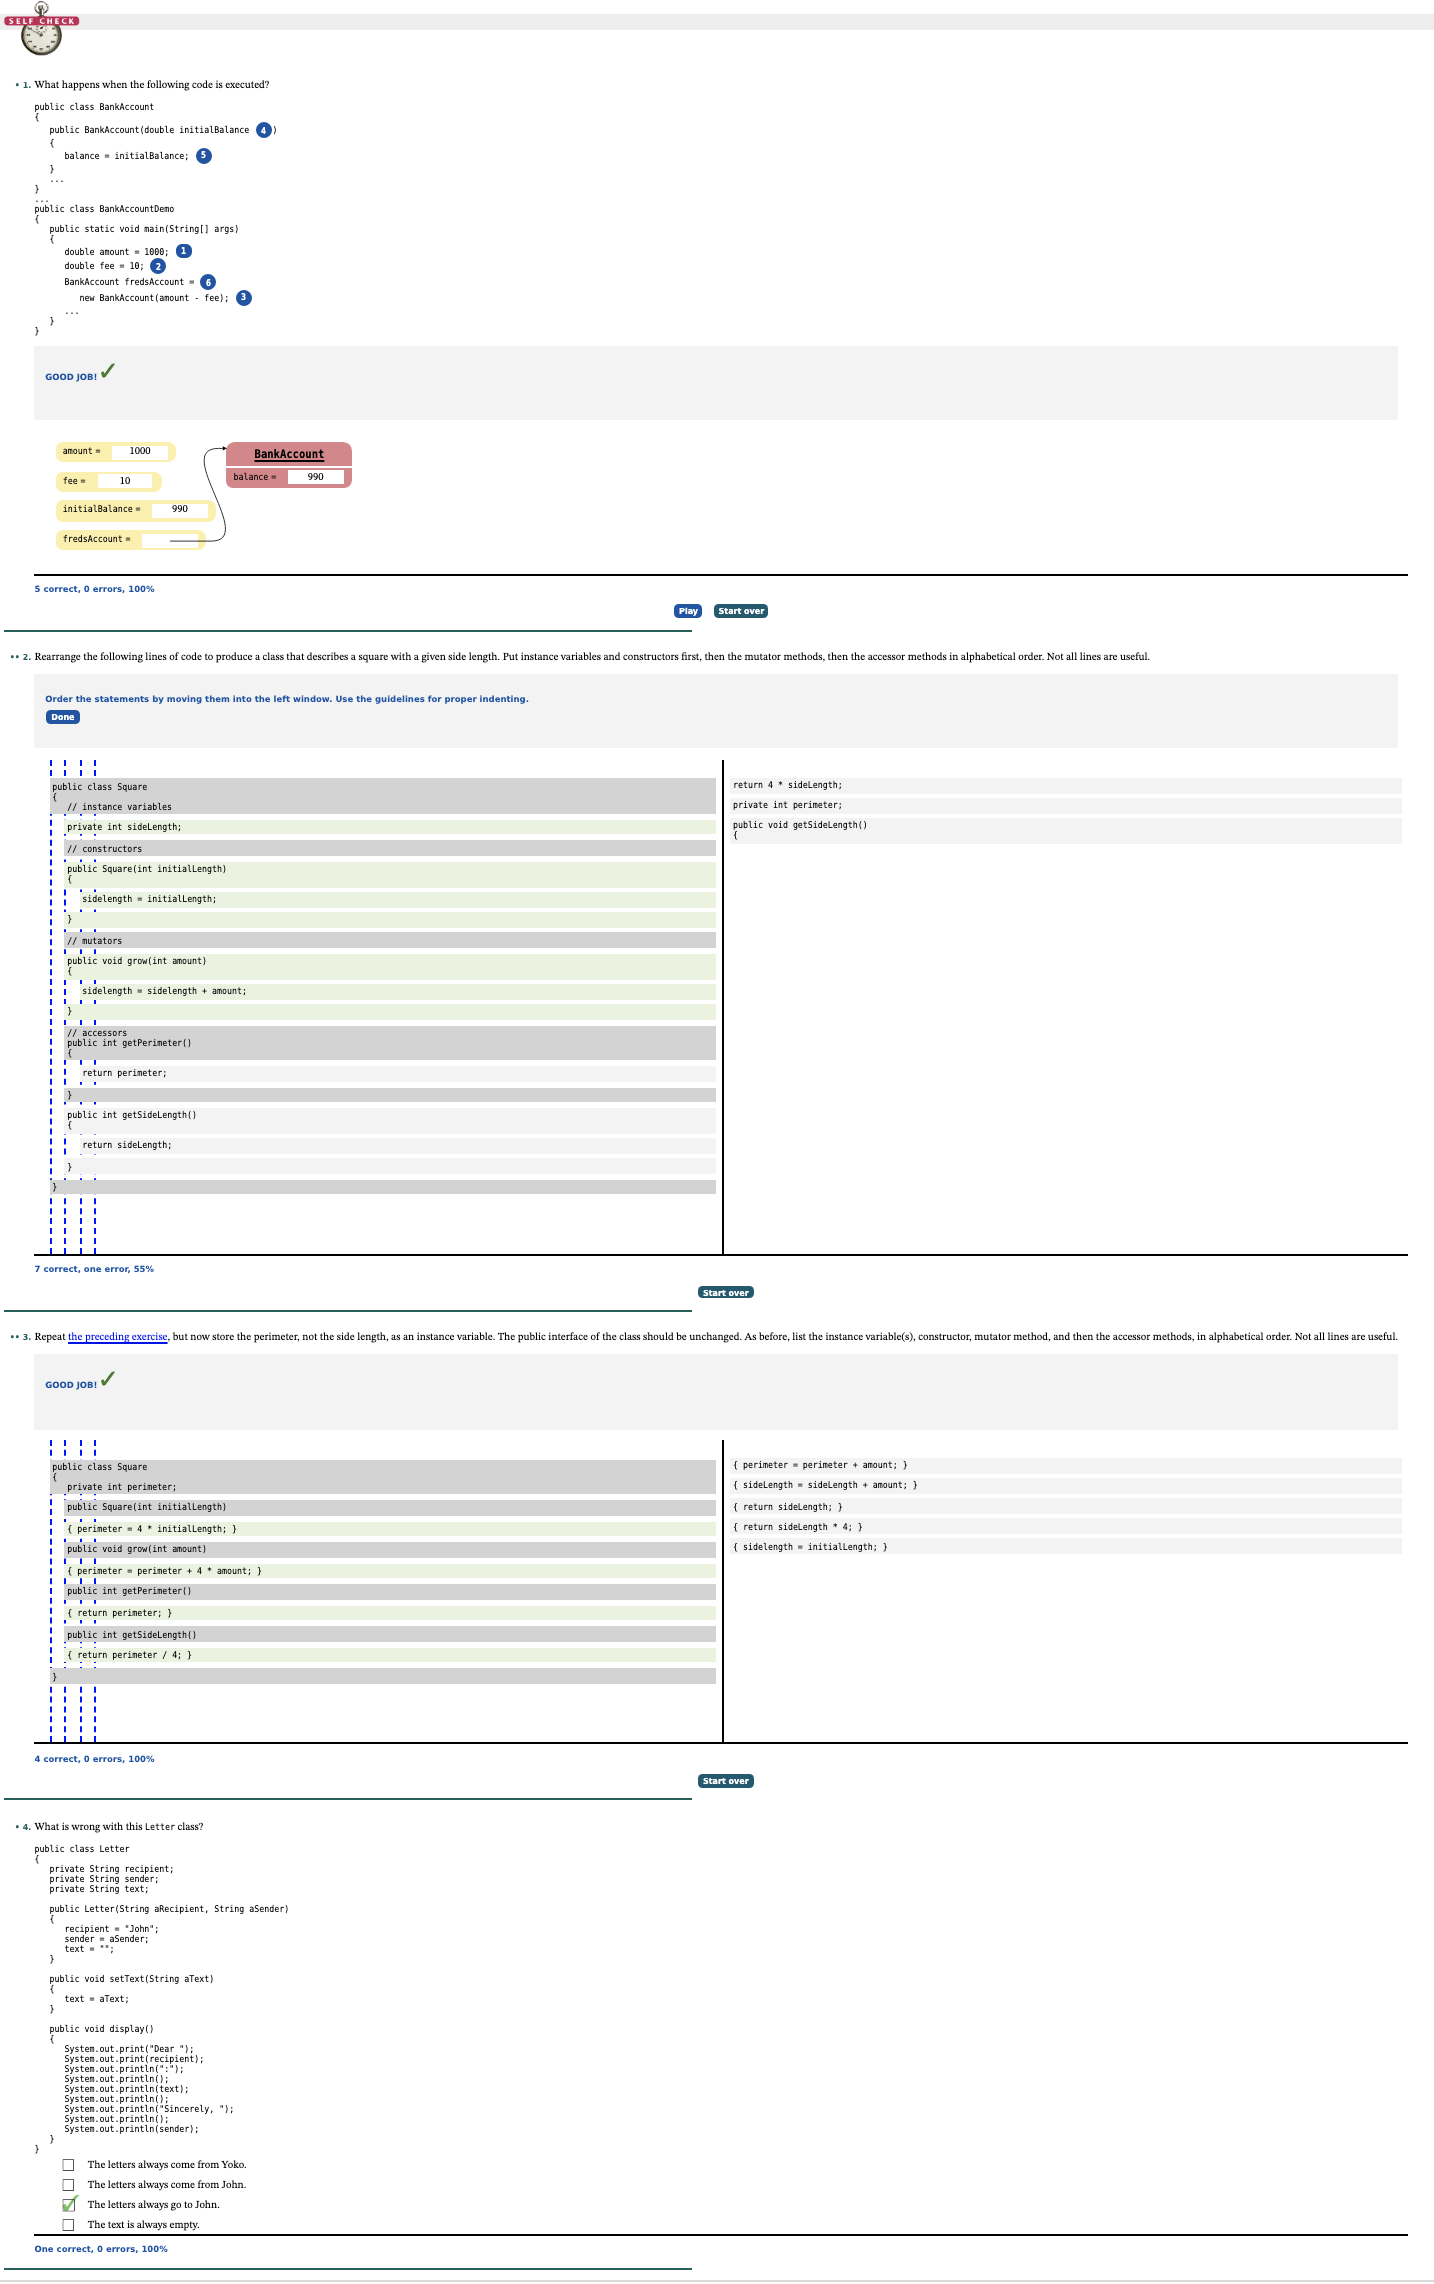 SELF CHECK
• 1. What happens when the following code is executed?
public class BankAccount
{
   public BankAccount(double initialBalance 4 )
   {
      balance = initialBalance; 5
   }
   ...
}
...
public class BankAccountDemo
{
   public static void main(String[] args)
   {
      double amount = 1000; 1
      double fee = 10; 2
      BankAccount fredsAccount = 6
         new BankAccount(amount - fee); 3
      ...
   }
}
GOOD JOB! ✓
amount = 1000
BankAccount
balance = 990
fee = 10
initialBalance = 990
fredsAccount =
5 correct, 0 errors, 100%
Play Start over
•• 2. Rearrange the following lines of code to produce a class that describes a square with a given side length. Put instance variables and constructors first, then the mutator methods, then the accessor methods in alphabetical order. Not all lines are useful.
Order the statements by moving them into the left window. Use the guidelines for proper indenting.
Done
public class Square
{
   // instance variables
   private int sideLength;
   // constructors
   public Square(int initialLength)
   {
      sidelength = initialLength;
   }
   // mutators
   public void grow(int amount)
   {
      sidelength = sidelength + amount;
   }
   // accessors
   public int getPerimeter()
   {
      return perimeter;
   }
   public int getSideLength()
   {
      return sideLength;
   }
}
return 4 * sideLength;
private int perimeter;
public void getSideLength()
{
7 correct, one error, 55%
Start over
•• 3. Repeat the preceding exercise, but now store the perimeter, not the side length, as an instance variable. The public interface of the class should be unchanged. As before, list the instance variable(s), constructor, mutator method, and then the accessor methods, in alphabetical order. Not all lines are useful.
GOOD JOB! ✓
public class Square
{
   private int perimeter;
   public Square(int initialLength)
   { perimeter = 4 * initialLength; }
   public void grow(int amount)
   { perimeter = perimeter + 4 * amount; }
   public int getPerimeter()
   { return perimeter; }
   public int getSideLength()
   { return perimeter / 4; }
}
{ perimeter = perimeter + amount; }
{ sideLength = sideLength + amount; }
{ return sideLength; }
{ return sideLength * 4; }
{ sidelength = initialLength; }
4 correct, 0 errors, 100%
Start over
• 4. What is wrong with this Letter class?
public class Letter
{
   private String recipient;
   private String sender;
   private String text;
   public Letter(String aRecipient, String aSender)
   {
      recipient = "John";
      sender = aSender;
      text = "";
   }
   public void setText(String aText)
   {
      text = aText;
   }
   public void display()
   {
      System.out.print("Dear ");
      System.out.print(recipient);
      System.out.println(":");
      System.out.println();
      System.out.println(text);
      System.out.println();
      System.out.println("Sincerely, ");
      System.out.println();
      System.out.println(sender);
   }
}
The letters always come from Yoko.
The letters always come from John.
The letters always go to John.
The text is always empty.
One correct, 0 errors, 100%